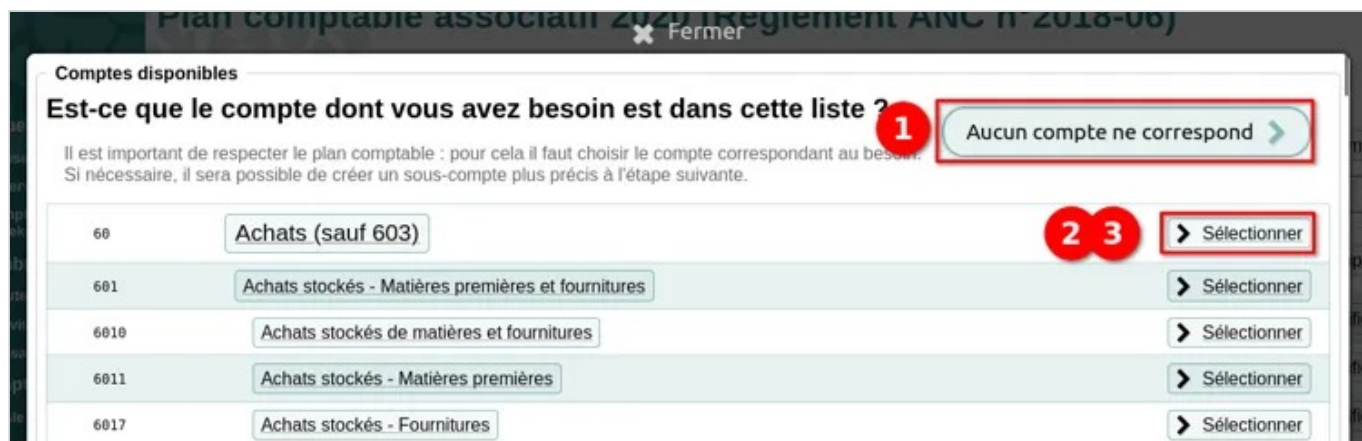 Plan comptable associatif 2020 (Règlement ANC n°2018-06)
✖ Fermer
Comptes disponibles
Est-ce que le compte dont vous avez besoin est dans cette liste ?
1
Aucun compte ne correspond
Il est important de respecter le plan comptable : pour cela il faut choisir le compte correspondant au besoin.
Si nécessaire, il sera possible de créer un sous-compte plus précis à l'étape suivante.
60 Achats (sauf 603) 2 3 Sélectionner
601 Achats stockés - Matières premières et fournitures Sélectionner
6010 Achats stockés de matières et fournitures Sélectionner
6011 Achats stockés - Matières premières Sélectionner
6017 Achats stockés - Fournitures Sélectionner